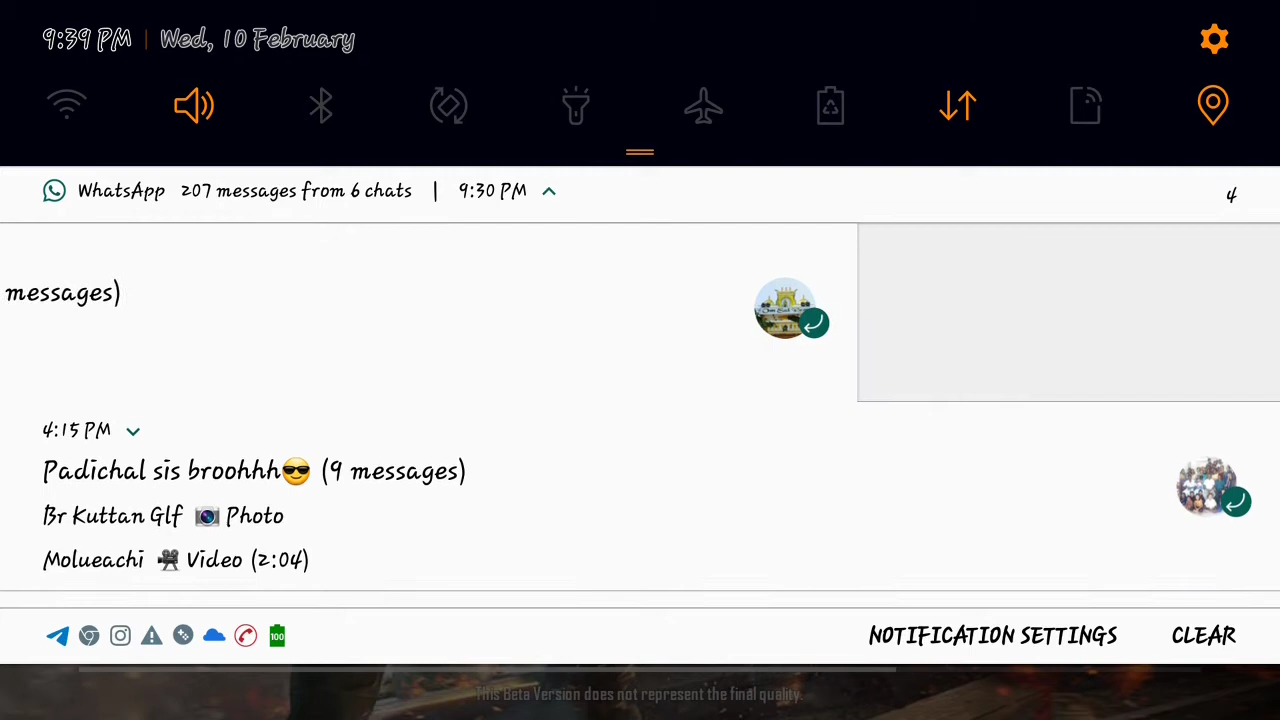 9:39 PM | Wed, 10 February
WhatsApp 207 messages from 6 chats | 9:30 PM
4
messages)
4:15 PM
Padichal sis broohhh😎 (9 messages)
Br Kuttan Glf 📷 Photo
Molueachi 🎥 Video (2:04)
100
NOTIFICATION SETTINGS CLEAR
This Beta Version does not represent the final quality.